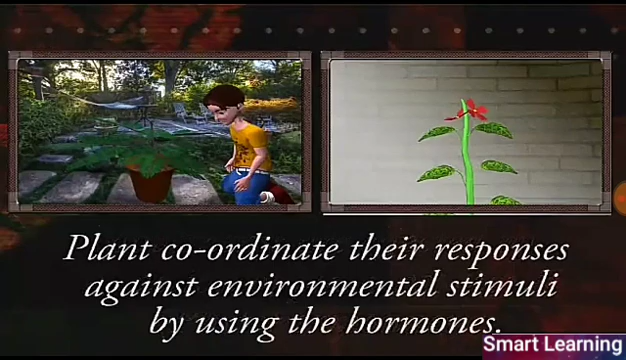 Plant co-ordinate their responses
against environmental stimuli
by using the hormones.
Smart Learning